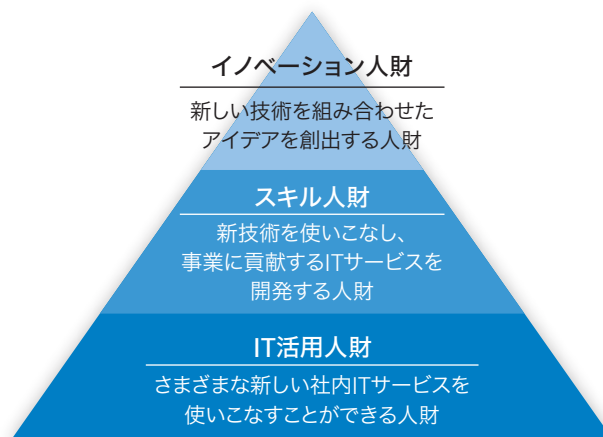 イノベーション人財
新しい技術を組み合わせた
アイデアを創出する人財
スキル人財
新技術を使いこなし、
事業に貢献するITサービスを
開発する人財
IT活用人財
さまざまな新しい社内ITサービスを
使いこなすことができる人財